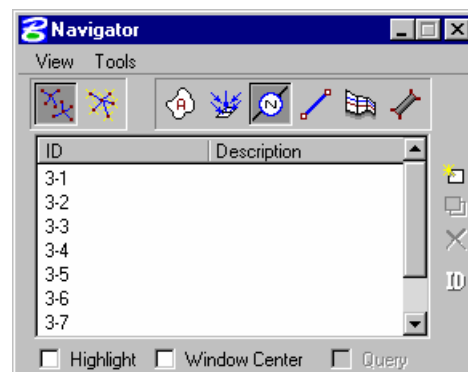 Navigator
View Tools
A N
ID Description
3-1
3-2
3-3
3-4
3-5
3-6
3-7
ID
Highlight Window Center Query